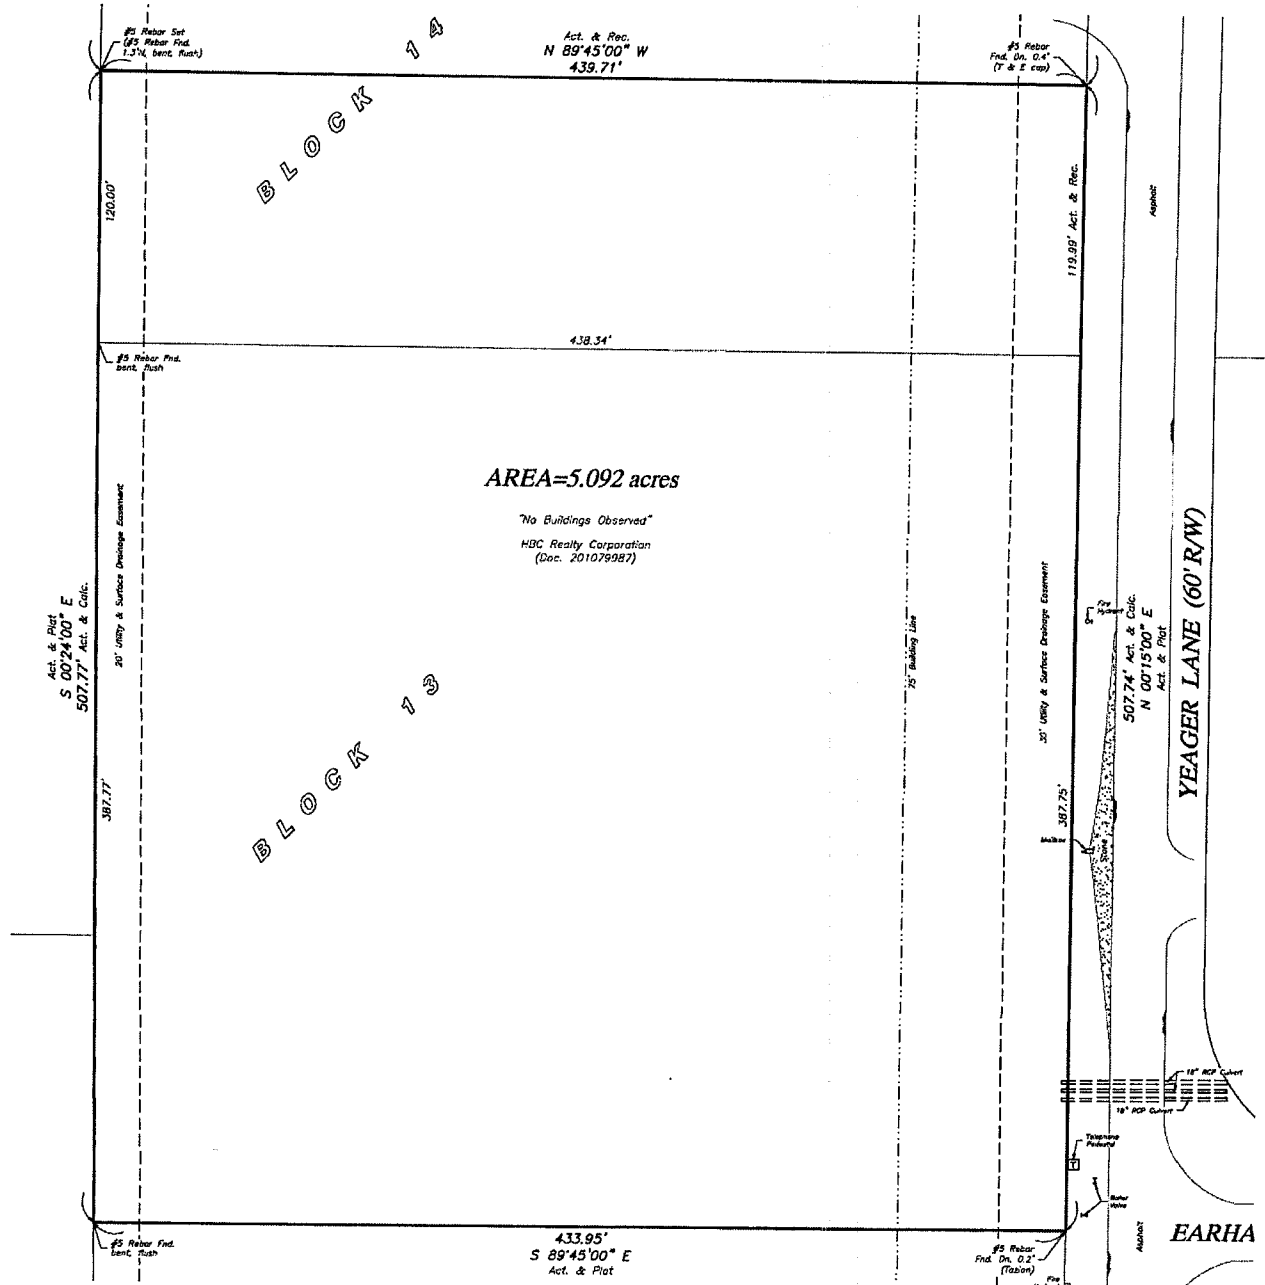 #5 Rebar Set
(#5 Rebar Fnd.
1.3'N, bent, flush)
BLOCK 14
Act. & Rec.
N 89°45'00" W
439.71'
#5 Rebar
Fnd. Dn. 0.4'
(T & E cap)
120.00'
119.99' Act. & Rec.
Asphalt
438.34'
#5 Rebar Fnd.
bent, flush
AREA=5.092 acres
"No Buildings Observed"
HBC Realty Corporation
(Doc. 201079987)
20' Utility & Surface Drainage Easement
Act. & Plat
S 00°24'00" E
507.77' Act. & Calc.
75' Building Line
30' Utility & Surface Drainage Easement
Fire
Hydrant
507.74' Act. & Calc.
N 00°15'00" E
Act. & Plat
YEAGER LANE (60' R/W)
BLOCK 13
387.77'
387.75'
Mailbox
Stone
18" RCP Culvert
18" RCP Culvert
Telephone
Pedestal
Water
Valve
Asphalt
EARHA
#5 Rebar Fnd.
bent, flush
433.95'
S 89°45'00" E
Act. & Plat
#5 Rebar
Fnd. Dn. 0.2'
Fire